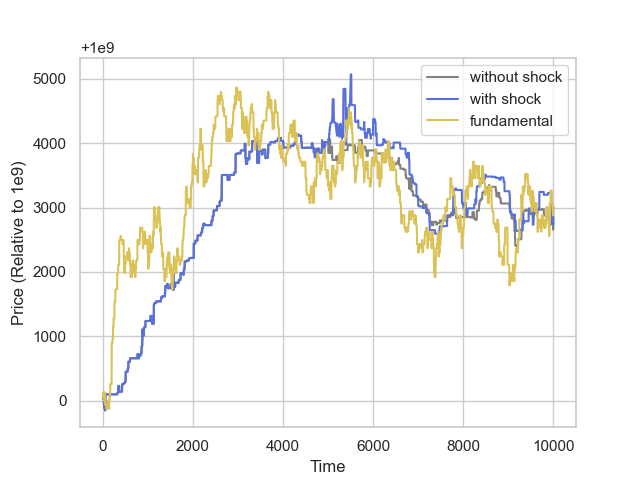 +1e9
5000
4000
3000
2000
1000
0
Price (Relative to 1e9)
without shock
with shock
fundamental
0 2000 4000 6000 8000 10000
Time